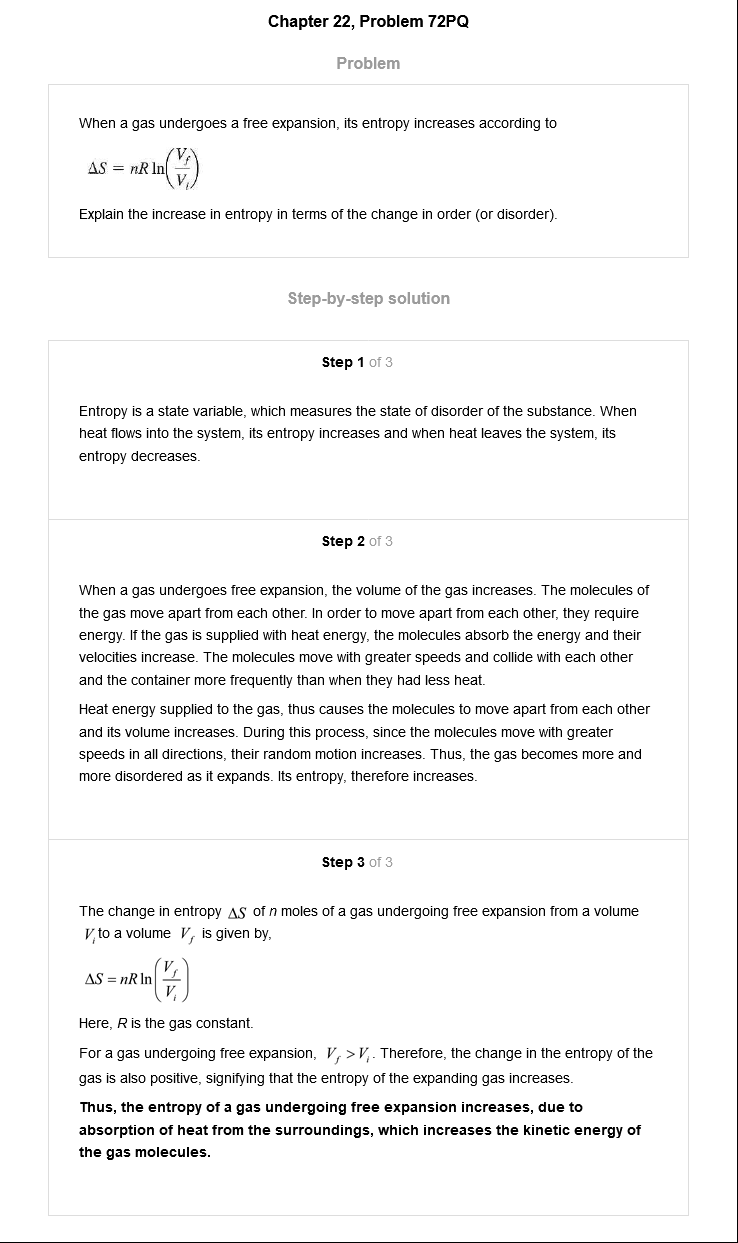 Chapter 22, Problem 72PQ
Problem
When a gas undergoes a free expansion, its entropy increases according to
ΔS = nR ln(V_f/V_i)
Explain the increase in entropy in terms of the change in order (or disorder).
Step-by-step solution
Step 1 of 3
Entropy is a state variable, which measures the state of disorder of the substance. When
heat flows into the system, its entropy increases and when heat leaves the system, its
entropy decreases.
Step 2 of 3
When a gas undergoes free expansion, the volume of the gas increases. The molecules of
the gas move apart from each other. In order to move apart from each other, they require
energy. If the gas is supplied with heat energy, the molecules absorb the energy and their
velocities increase. The molecules move with greater speeds and collide with each other
and the container more frequently than when they had less heat.
Heat energy supplied to the gas, thus causes the molecules to move apart from each other
and its volume increases. During this process, since the molecules move with greater
speeds in all directions, their random motion increases. Thus, the gas becomes more and
more disordered as it expands. Its entropy, therefore increases.
Step 3 of 3
The change in entropy ΔS of n moles of a gas undergoing free expansion from a volume
V_i to a volume V_f is given by,
ΔS = nR ln(V_f/V_i)
Here, R is the gas constant.
For a gas undergoing free expansion, V_f > V_i. Therefore, the change in the entropy of the
gas is also positive, signifying that the entropy of the expanding gas increases.
Thus, the entropy of a gas undergoing free expansion increases, due to
absorption of heat from the surroundings, which increases the kinetic energy of
the gas molecules.